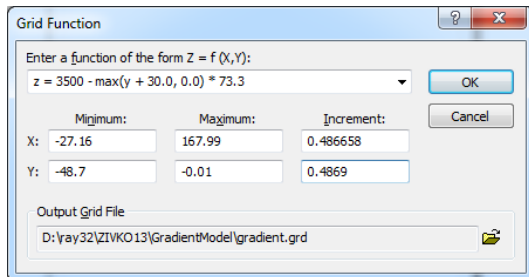 Grid Function
Enter a function of the form Z = f (X,Y):
z = 3500 - max(y + 30.0, 0.0) * 73.3
OK
Minimum: Maximum: Increment:
Cancel
X: -27.16 167.99 0.486658
Y: -48.7 -0.01 0.4869
Output Grid File
D:\ray32\ZIVKO13\GradientModel\gradient.grd